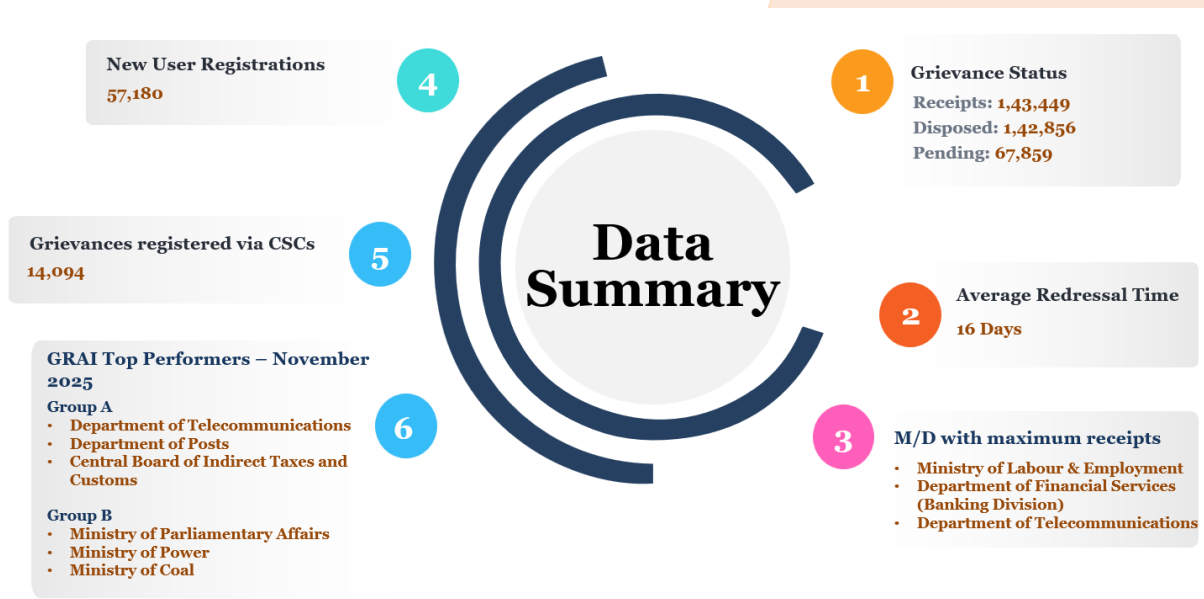 Data
Summary
1
Grievance Status
Receipts: 1,43,449
Disposed: 1,42,856
Pending: 67,859
2
Average Redressal Time
16 Days
3
M/D with maximum receipts
• Ministry of Labour & Employment
• Department of Financial Services
(Banking Division)
• Department of Telecommunications
4
New User Registrations
57,180
5
Grievances registered via CSCs
14,094
6
GRAI Top Performers – November
2025
Group A
• Department of Telecommunications
• Department of Posts
• Central Board of Indirect Taxes and
Customs
Group B
• Ministry of Parliamentary Affairs
• Ministry of Power
• Ministry of Coal